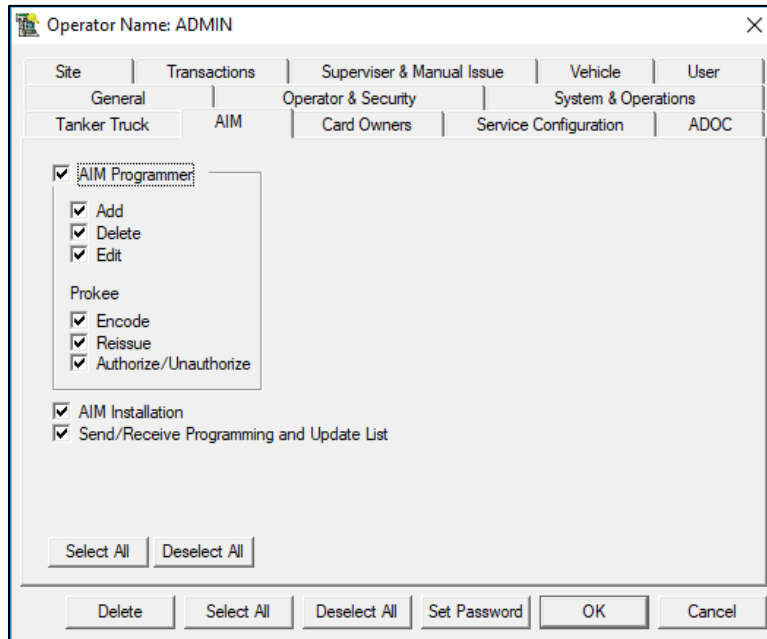 Operator Name: ADMIN
Site Transactions Superviser & Manual Issue Vehicle User
General Operator & Security System & Operations
Tanker Truck AIM Card Owners Service Configuration ADOC
AIM Programmer
Add
Delete
Edit
Prokee
Encode
Reissue
Authorize/Unauthorize
AIM Installation
Send/Receive Programming and Update List
Select All Deselect All
Delete Select All Deselect All Set Password OK Cancel